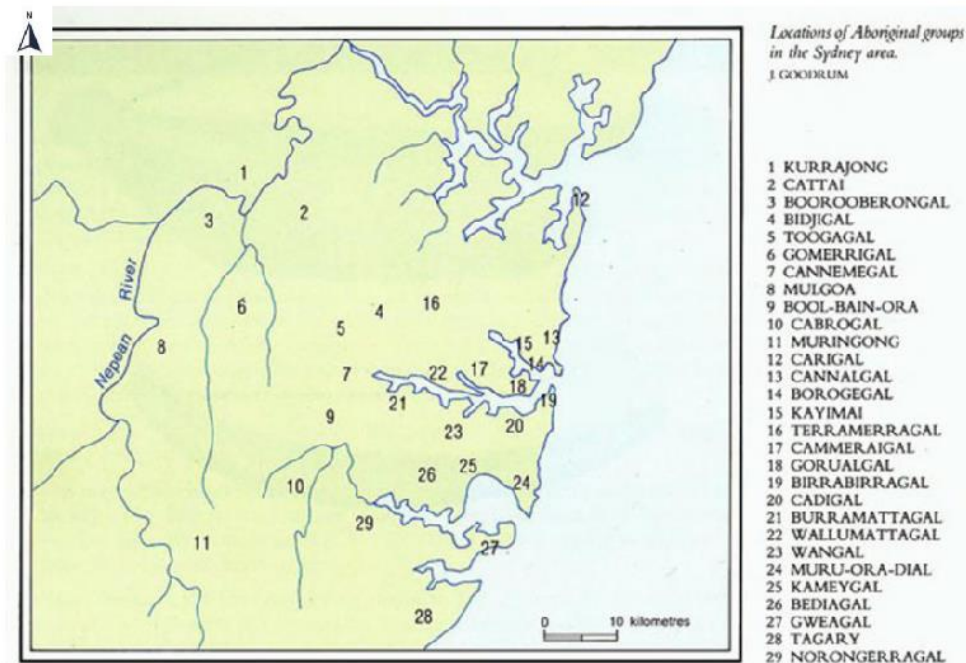 N
Locations of Aboriginal groups
in the Sydney area.
J. GOODRUM
1 KURRAJONG
2 CATTAI
3 BOOROOBERONGAL
4 BIDJIGAL
5 TOOGAGAL
6 GOMERRIGAL
7 CANNEMEGAL
8 MULGOA
9 BOOL-BAIN-ORA
10 CABROGAL
11 MURINGONG
12 CARIGAL
13 CANNALGAL
14 BOROGEGAL
15 KAYIMAI
16 TERRAMERRAGAL
17 CAMMERAIGAL
18 GORUALGAL
19 BIRRABIRRAGAL
20 CADIGAL
21 BURRAMATTAGAL
22 WALLUMATTAGAL
23 WANGAL
24 MURU-ORA-DIAL
25 KAMEYGAL
26 BEDIAGAL
27 GWEAGAL
28 TAGARY
29 NORONGERRAGAL
1
2
3
12
6
16
4
5
15
13
14
8
7
22
17
18
19
21
9
20
23
25
26
24
10
29
27
11
28
Nepean River
0 10 kilometres